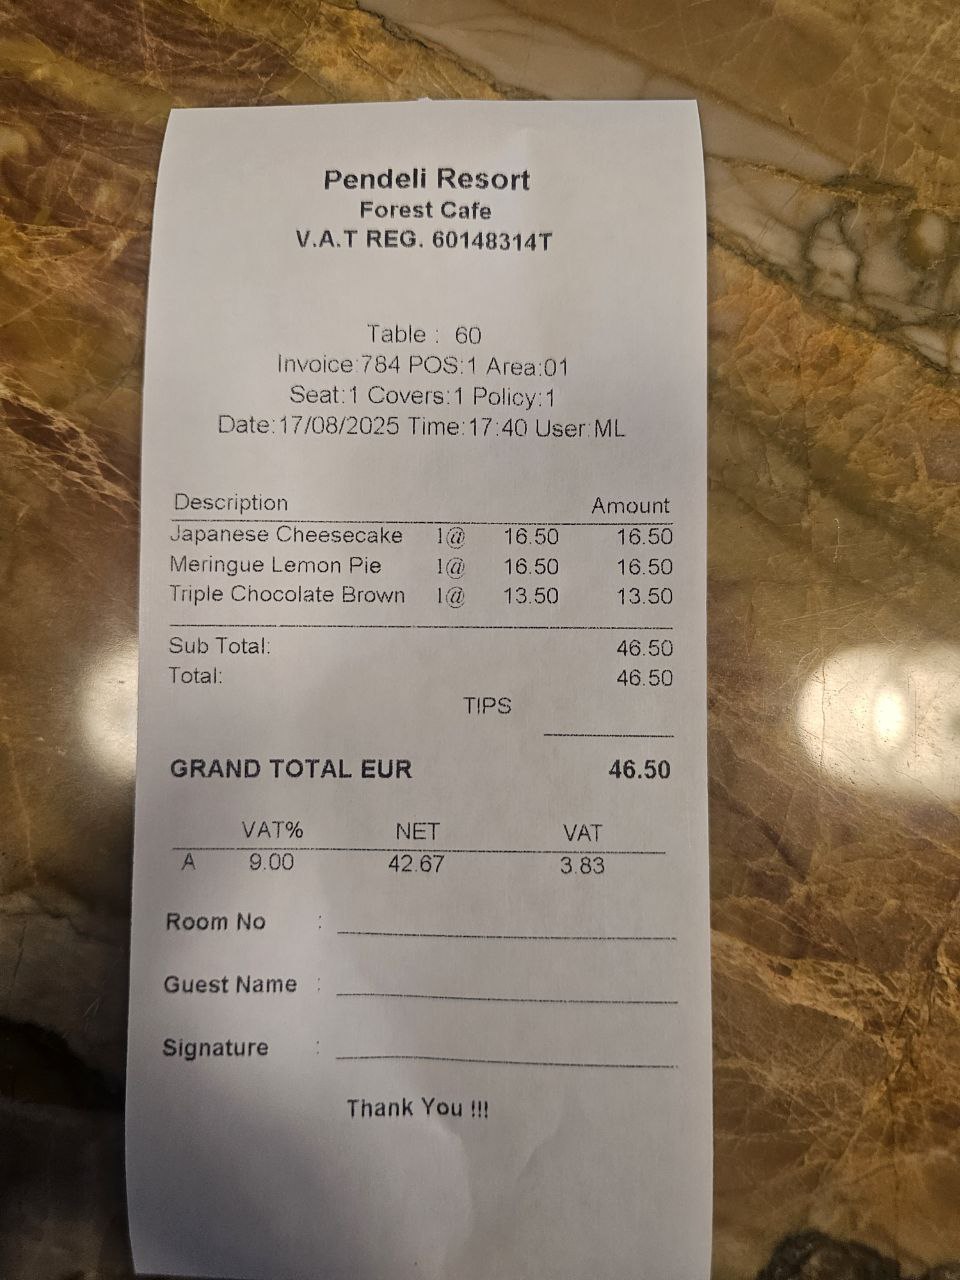 Pendeli Resort
Forest Cafe
V.A.T REG. 60148314T
Table : 60
Invoice:784 POS:1 Area:01
Seat:1 Covers:1 Policy:1
Date:17/08/2025 Time:17:40 User:ML
Description Amount
Japanese Cheesecake 1@ 16.50 16.50
Meringue Lemon Pie 1@ 16.50 16.50
Triple Chocolate Brown 1@ 13.50 13.50
Sub Total: 46.50
Total: 46.50
TIPS
GRAND TOTAL EUR 46.50
VAT% NET VAT
A 9.00 42.67 3.83
Room No :
Guest Name :
Signature :
Thank You !!!